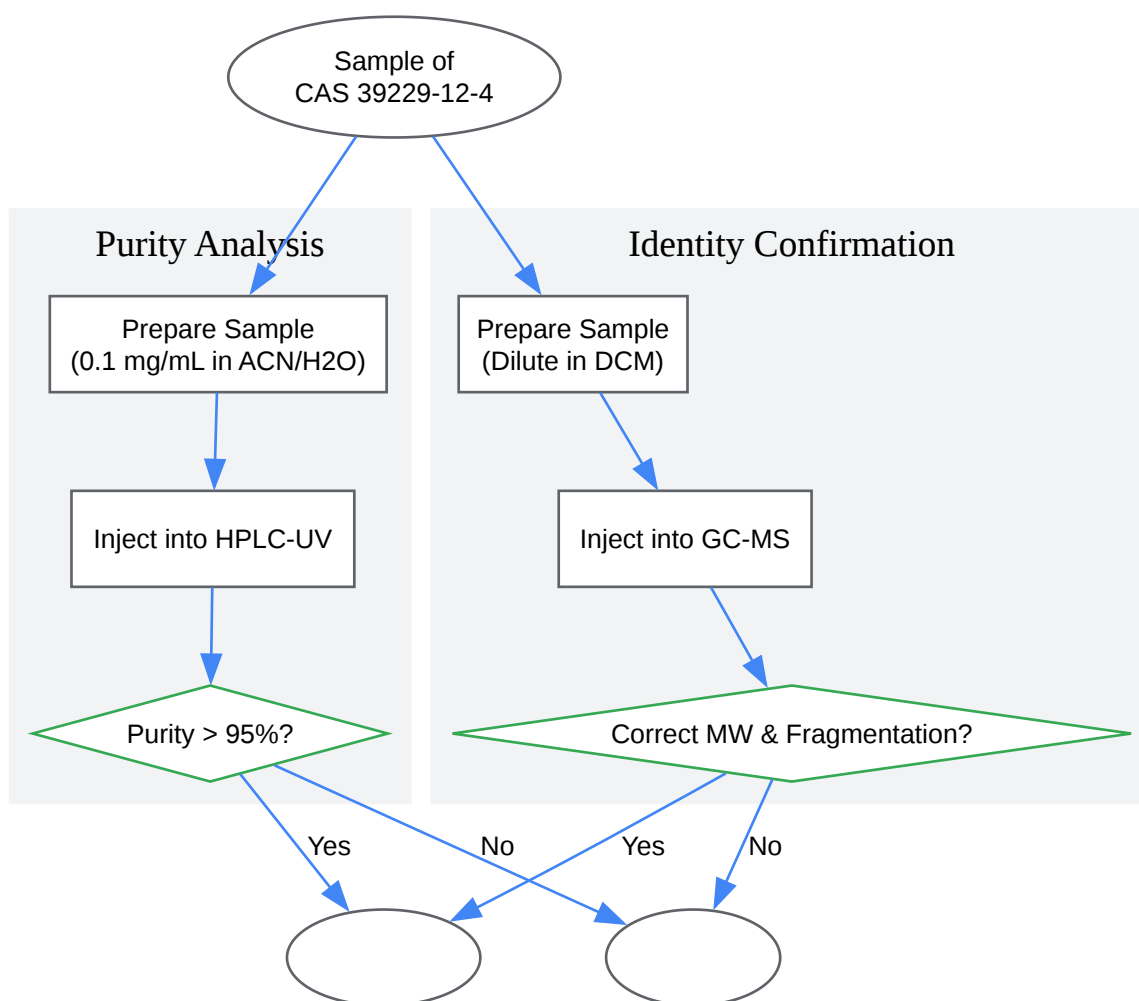 Sample of
CAS 39229-12-4
Purity Analysis
Identity Confirmation
Prepare Sample
(0.1 mg/mL in ACN/H2O)
Prepare Sample
(Dilute in DCM)
Inject into HPLC-UV
Inject into GC-MS
Purity > 95%?
Correct MW & Fragmentation?
Yes
No
Yes
No